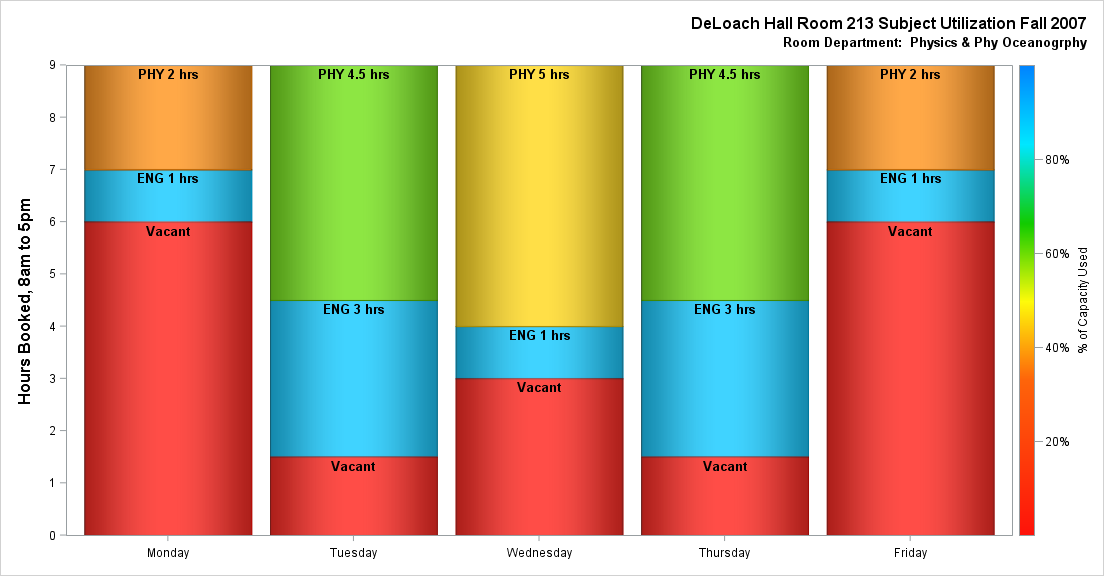 DeLoach Hall Room 213 Subject Utilization Fall 2007
Room Department:  Physics & Phy Oceanogrphy
Hours Booked, 8am to 5pm
9
8
7
6
5
4
3
2
1
0
PHY 2 hrs
ENG 1 hrs
Vacant
PHY 4.5 hrs
ENG 3 hrs
Vacant
PHY 5 hrs
ENG 1 hrs
Vacant
PHY 4.5 hrs
ENG 3 hrs
Vacant
PHY 2 hrs
ENG 1 hrs
Vacant
Monday
Tuesday
Wednesday
Thursday
Friday
80%
60%
40%
20%
% of Capacity Used